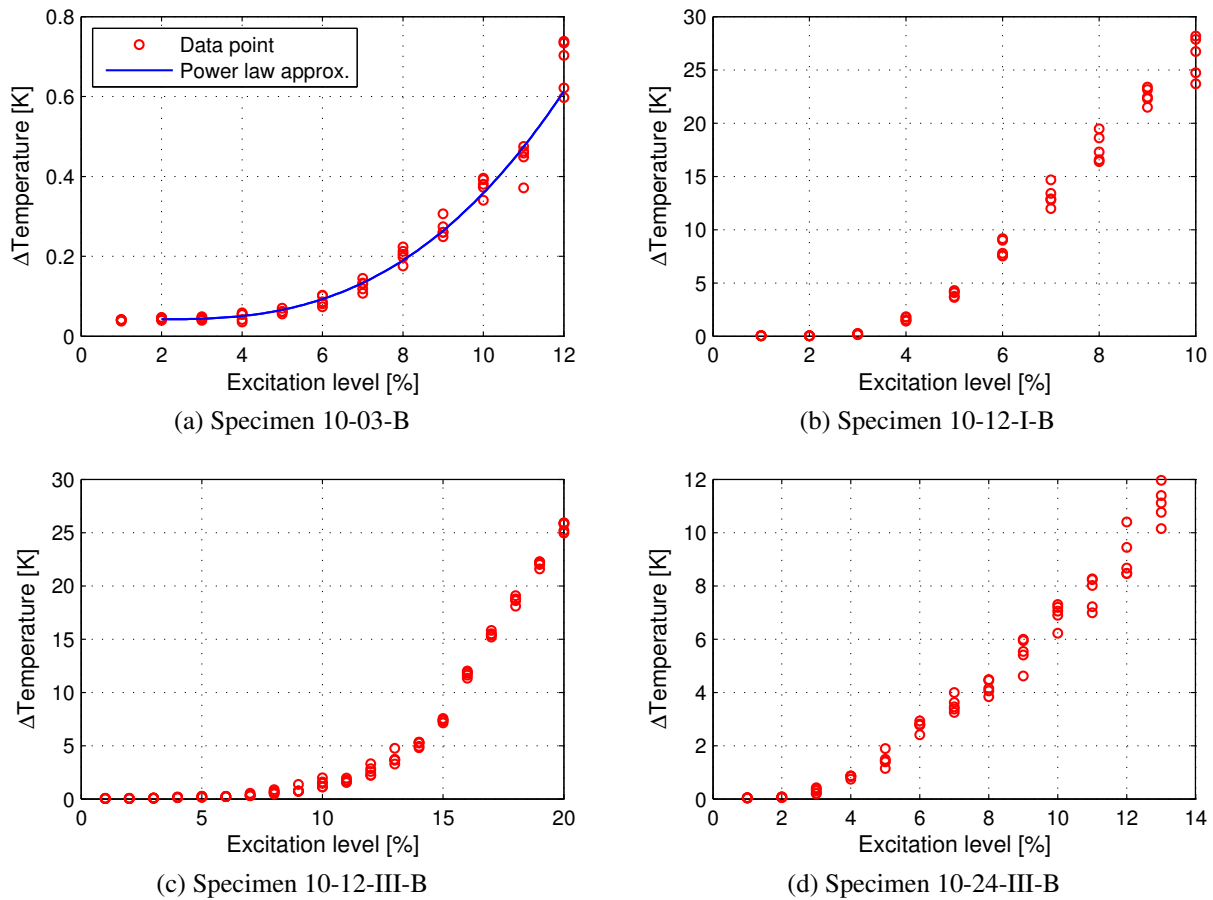 0.8
0.6
0.4
0.2
0
ΔTemperature [K]
Data point
Power law approx.
0 2 4 6 8 10 12
Excitation level [%]
(a) Specimen 10-03-B
30
25
20
15
10
5
0
ΔTemperature [K]
0 2 4 6 8 10
Excitation level [%]
(b) Specimen 10-12-I-B
30
25
20
15
10
5
0
ΔTemperature [K]
0 5 10 15 20
Excitation level [%]
(c) Specimen 10-12-III-B
12
10
8
6
4
2
0
ΔTemperature [K]
0 2 4 6 8 10 12 14
Excitation level [%]
(d) Specimen 10-24-III-B